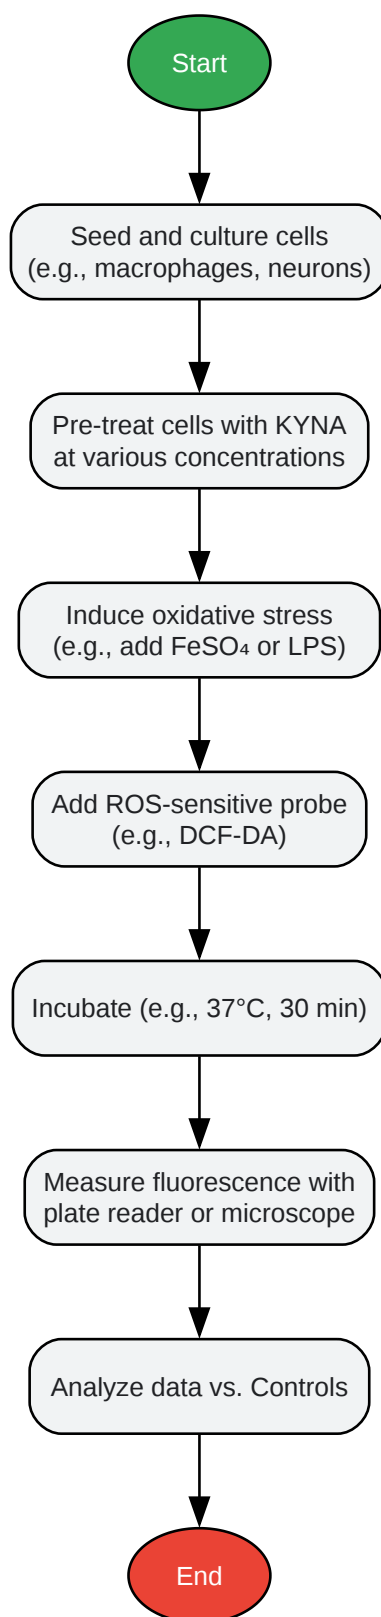 Start
Seed and culture cells
(e.g., macrophages, neurons)
Pre-treat cells with KYNA
at various concentrations
Induce oxidative stress
(e.g., add FeSO₄ or LPS)
Add ROS-sensitive probe
(e.g., DCF-DA)
Incubate (e.g., 37°C, 30 min)
Measure fluorescence with
plate reader or microscope
Analyze data vs. Controls
End